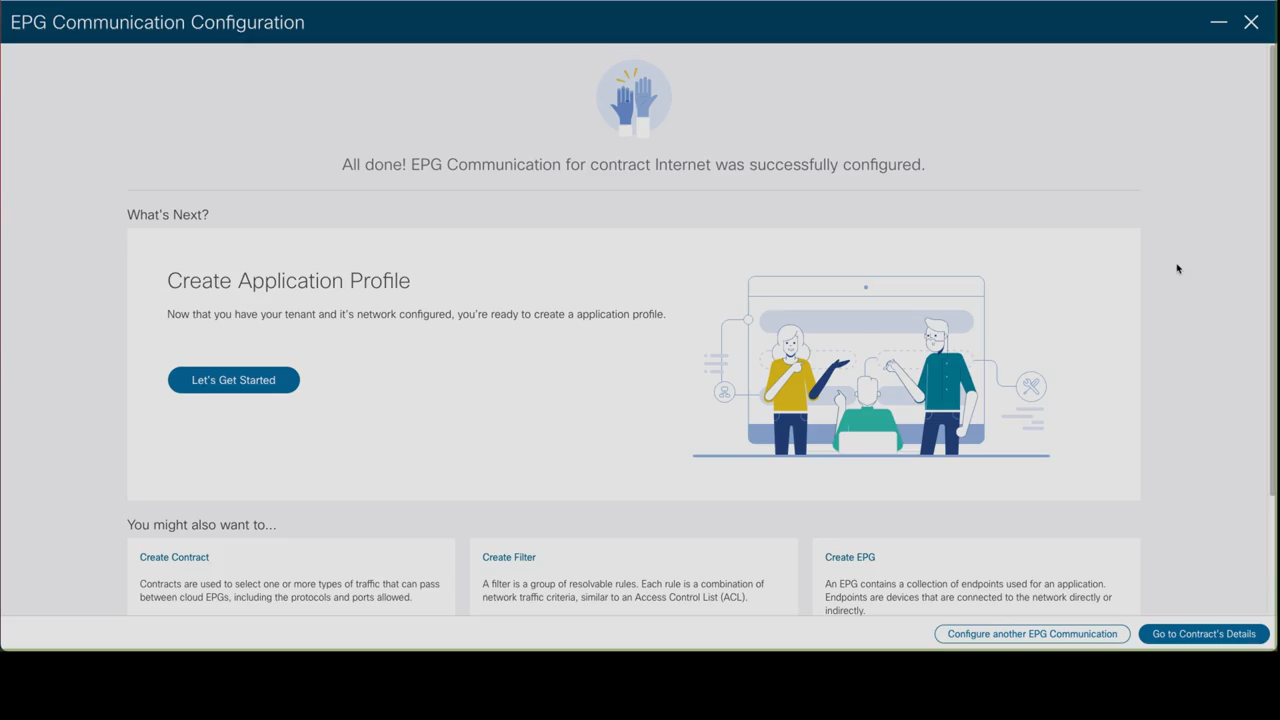 EPG Communication Configuration
All done! EPG Communication for contract Internet was successfully configured.
What's Next?
Create Application Profile
Now that you have your tenant and it's network configured, you're ready to create a application profile.
Let's Get Started
You might also want to...
Create Contract
Contracts are used to select one or more types of traffic that can pass
between cloud EPGs, including the protocols and ports allowed.
Create Filter
A filter is a group of resolvable rules. Each rule is a combination of
network traffic criteria, similar to an Access Control List (ACL).
Create EPG
An EPG contains a collection of endpoints used for an application.
Endpoints are devices that are connected to the network directly or
indirectly.
Configure another EPG Communication
Go to Contract's Details